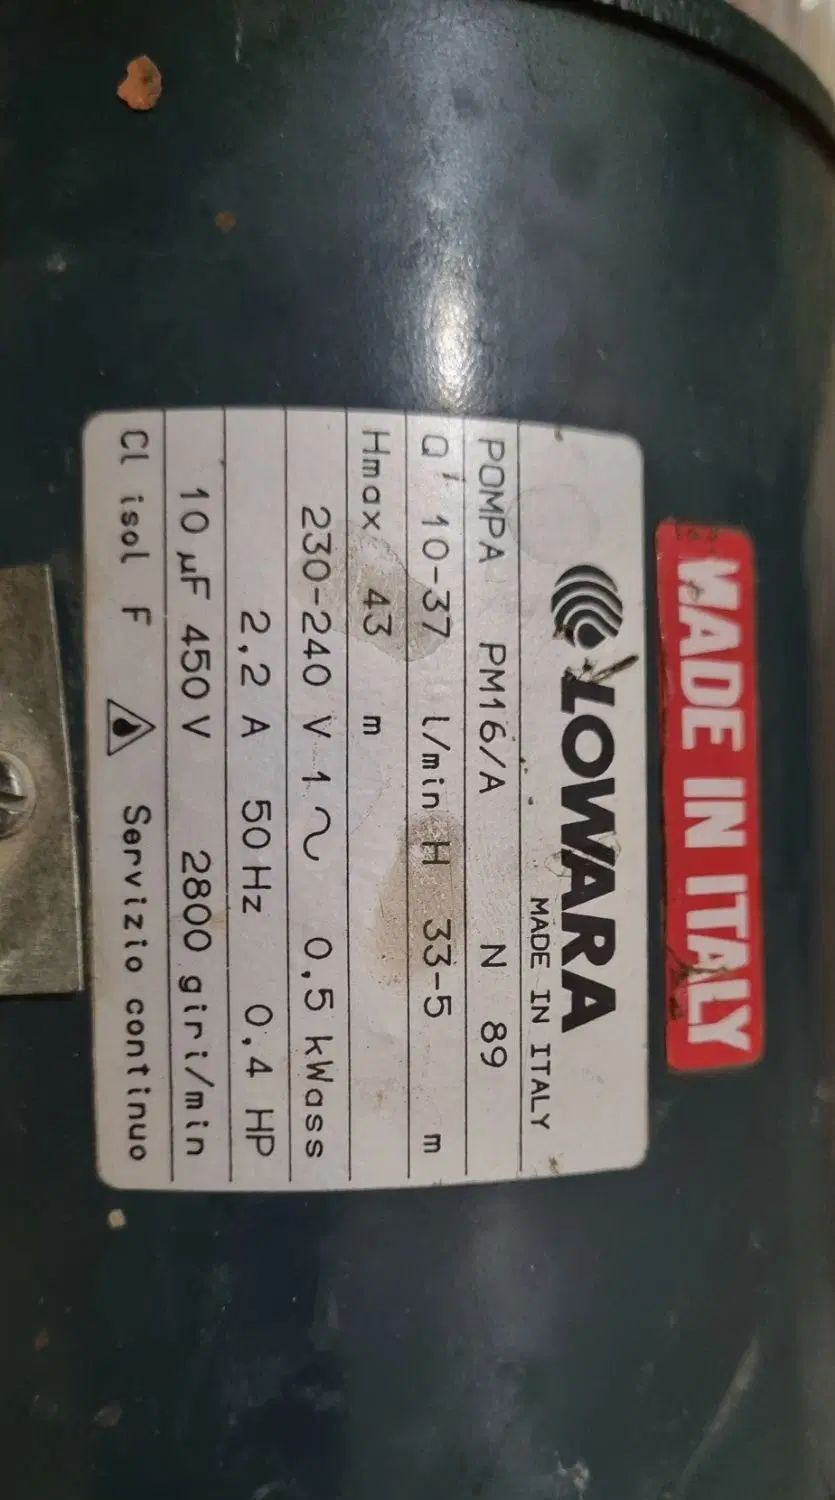 MADE IN ITALY
LOWARA
MADE IN ITALY
POMPA PM16/A N 89
Q 10-37 l/min H 33-5 m
Hmax 43 m
230-240 V 1 ~ 0,5 kWass
2,2 A 50 Hz 0,4 HP
10 µF 450 V 2800 giri/min
Cl isol F Servizio continuo